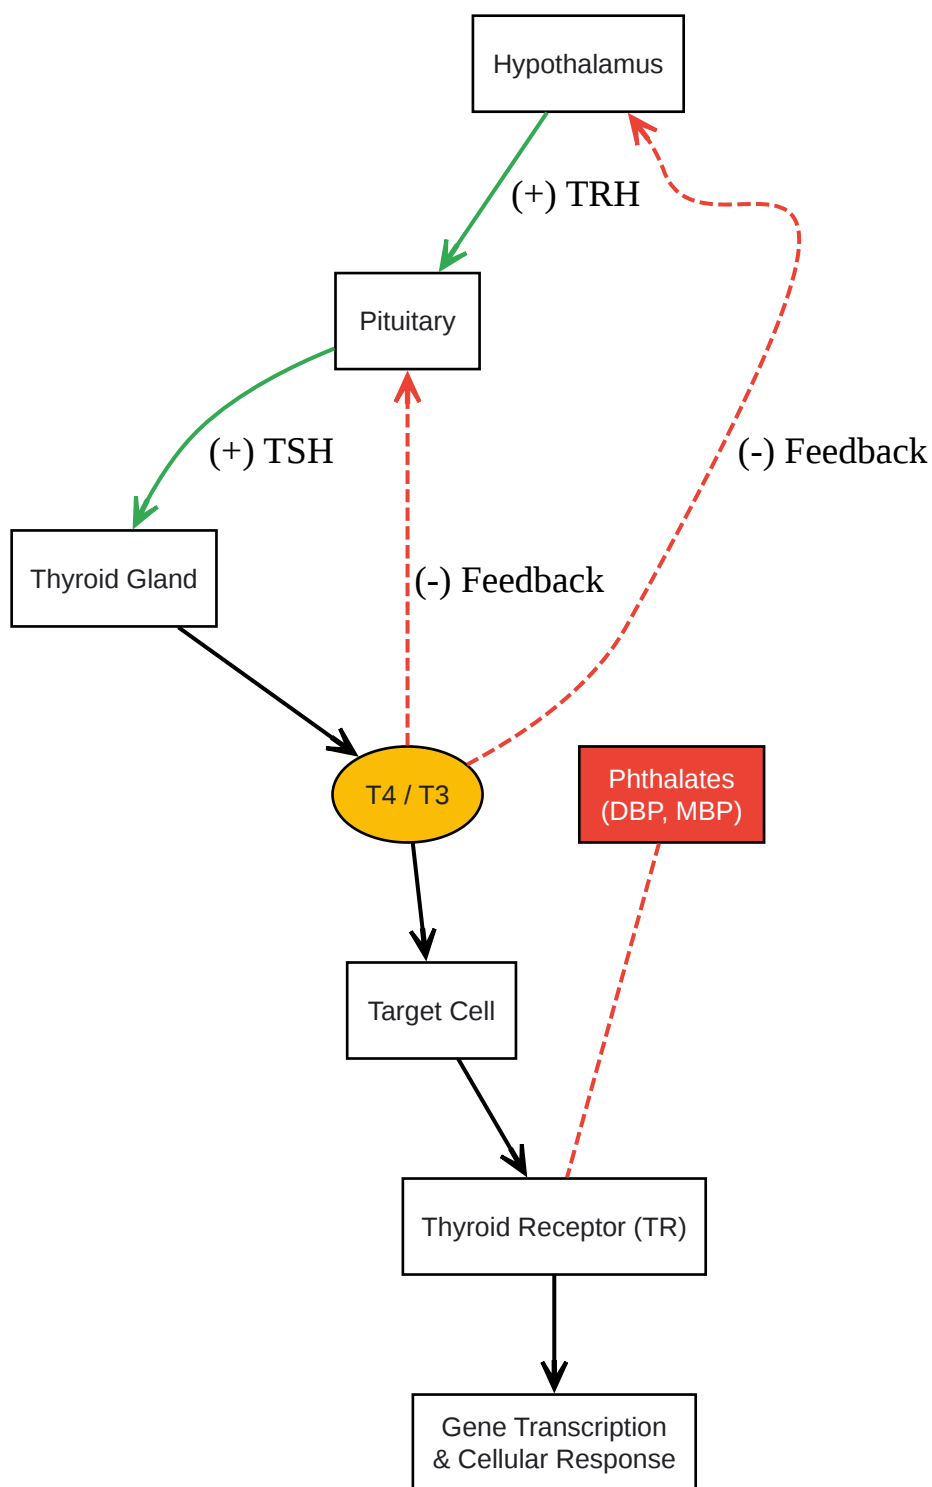 Hypothalamus
(+) TRH
Pituitary
(+) TSH
(-) Feedback
Thyroid Gland
(-) Feedback
T4 / T3
Phthalates
(DBP, MBP)
Target Cell
Thyroid Receptor (TR)
Gene Transcription
& Cellular Response